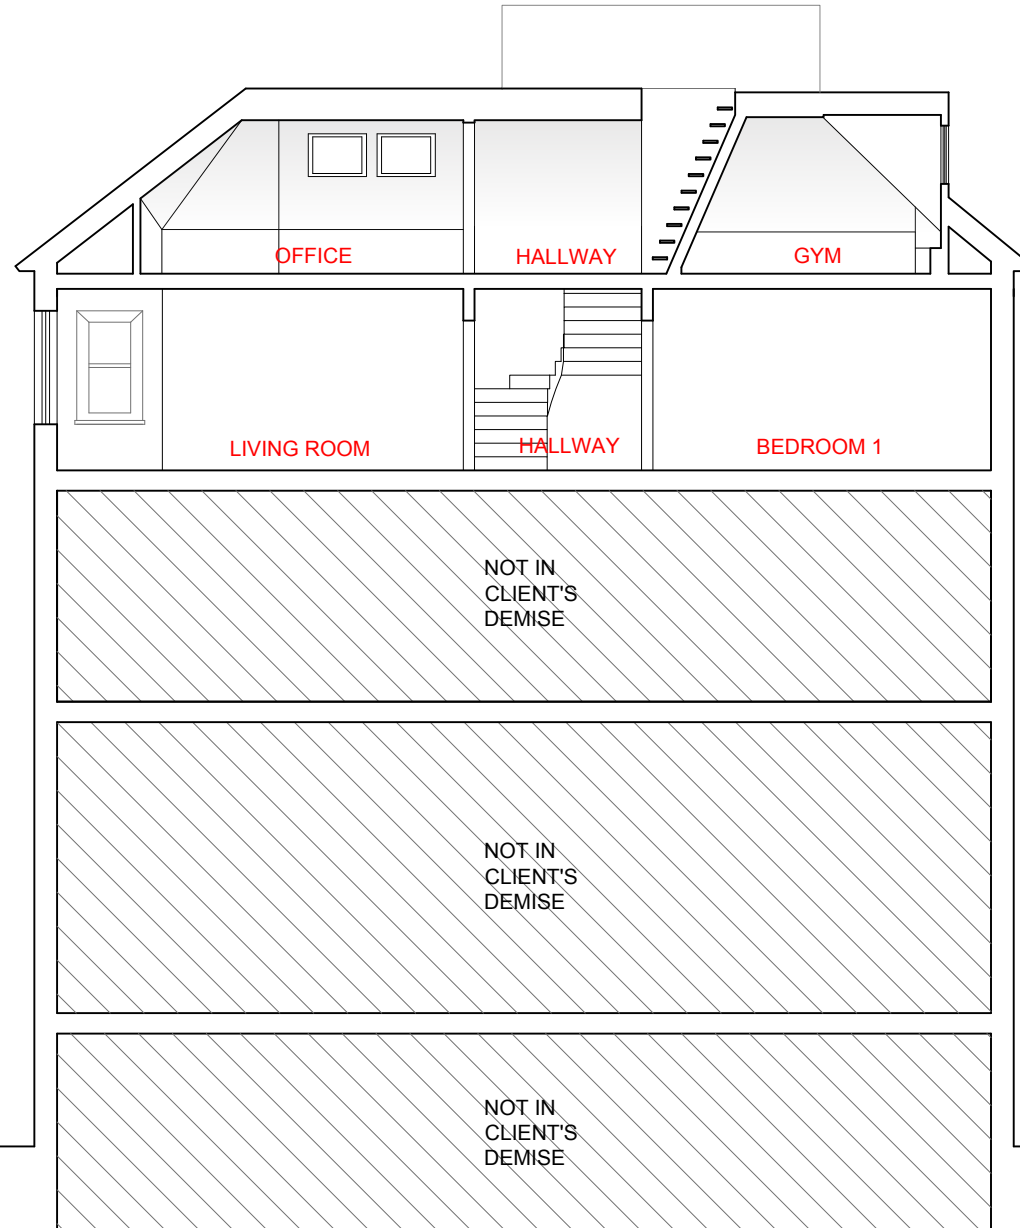 OFFICE
HALLWAY
GYM
LIVING ROOM
HALLWAY
BEDROOM 1
NOT IN
CLIENT'S
DEMISE
NOT IN
CLIENT'S
DEMISE
NOT IN
CLIENT'S
DEMISE